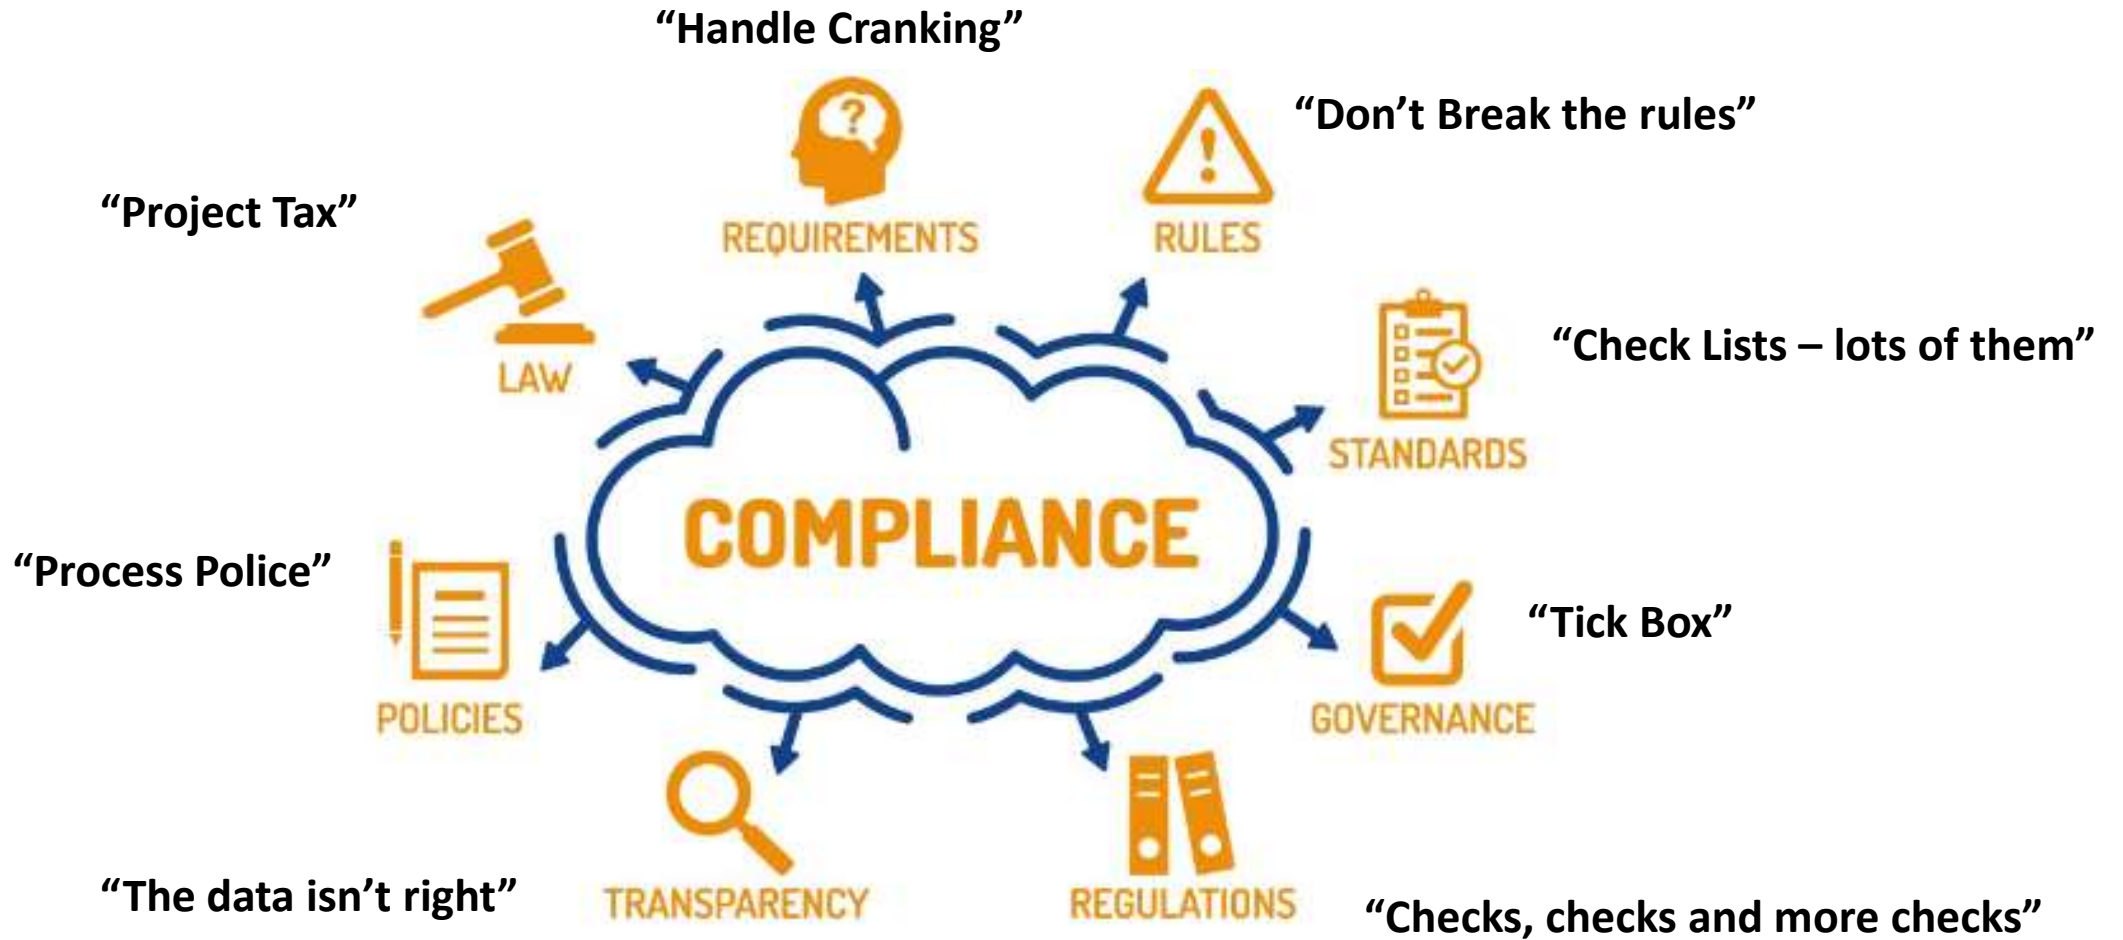 “Handle Cranking”
“Don’t Break the rules”
“Project Tax”
REQUIREMENTS
RULES
“Check Lists – lots of them”
LAW
STANDARDS
COMPLIANCE
“Process Police”
“Tick Box”
POLICIES
GOVERNANCE
“The data isn’t right”
TRANSPARENCY
REGULATIONS
“Checks, checks and more checks”